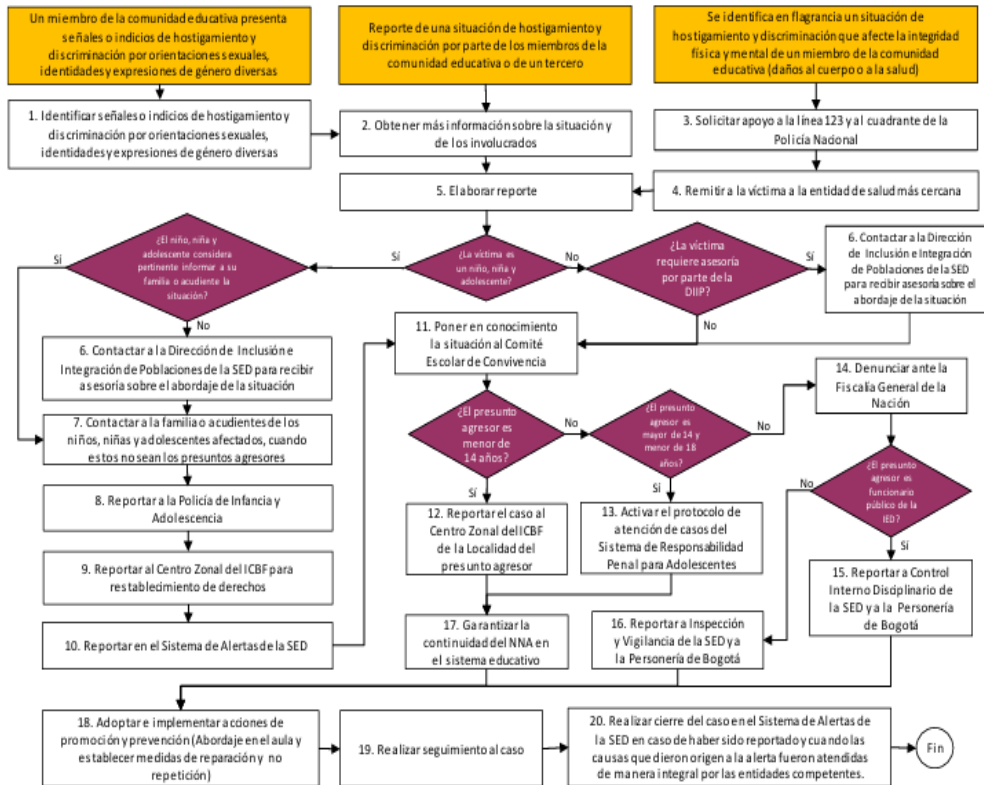 Un miembro de la comunidad educativa presenta
señales o indicios de hostigamiento y
discriminación por orientaciones sexuales,
identidades y expresiones de género diversas
Reporte de una situación de hostigamiento y
discriminación por parte de los miembros de la
comunidad educativa o de un tercero
Se identifica en flagrancia un situación de
hostigamiento y discriminación que afecte la integridad
física y mental de un miembro de la comunidad
educativa (daños al cuerpo o a la salud)
1. Identificar señales o indicios de hostigamiento y
discriminación por orientaciones sexuales,
identidades y expresiones de género diversas
2. Obtener más información sobre la situación y
de los involucrados
3. Solicitar apoyo a la línea 123 y al cuadrante de la
Policía Nacional
5. Elaborar reporte
4. Remitir a la víctima a la entidad de salud más cercana
¿El niño, niña y
adolescente considera
pertinente informar a su
familia o acudiente la
situación?
Sí
No
Sí
¿La víctima es
un niño, niña y
adolescente?
No
¿La víctima
requiere asesoría
por parte de la
DIIP?
Sí
No
6. Contactar a la Dirección
de Inclusión e Integración
de Poblaciones de la SED
para recibir asesoría sobre el
abordaje de la situación
6. Contactar a la Dirección de Inclusión e
Integración de Poblaciones de la SED para recibir
asesoría sobre el abordaje de la situación
7. Contactar a la familia o acudientes de los
niños, niñas y adolescentes afectados, cuando
estos no sean los presuntos agresores
8. Reportar a la Policía de Infancia y
Adolescencia
9. Reportar al Centro Zonal del ICBF para
restablecimiento de derechos
10. Reportar en el Sistema de Alertas de la SED
11. Poner en conocimiento
la situación al Comité
Escolar de Convivencia
¿El presunto
agresor es
menor de
14 años?
No
Sí
¿El presunto
agresor es
mayor de 14 y
menor de 18
años?
No
Sí
14. Denunciar ante la
Fiscalía General de la
Nación
¿El presunto
agresor es
funcionario
público de la
IED?
No
Sí
12. Reportar el caso al
Centro Zonal del ICBF
de la Localidad del
presunto agresor
13. Activar el protocolo de
atención de casos del
Sistema de Responsabilidad
Penal para Adolescentes
15. Reportar a Control
Interno Disciplinario de
la SED y a la Personería
de Bogotá
17. Garantizar la
continuidad del NNA en
el sistema educativo
16. Reportar a Inspección
y Vigilancia de la SED y a
la Personería de Bogotá
18. Adoptar e implementar acciones de
promoción y prevención (Abordaje en el aula y
establecer medidas de reparación y no
repetición)
19. Realizar seguimiento al caso
20. Realizar cierre del caso en el Sistema de Alertas de
la SED en caso de haber sido reportado y cuando las
causas que dieron origen a la alerta fueron atendidas
de manera integral por las entidades competentes.
Fin